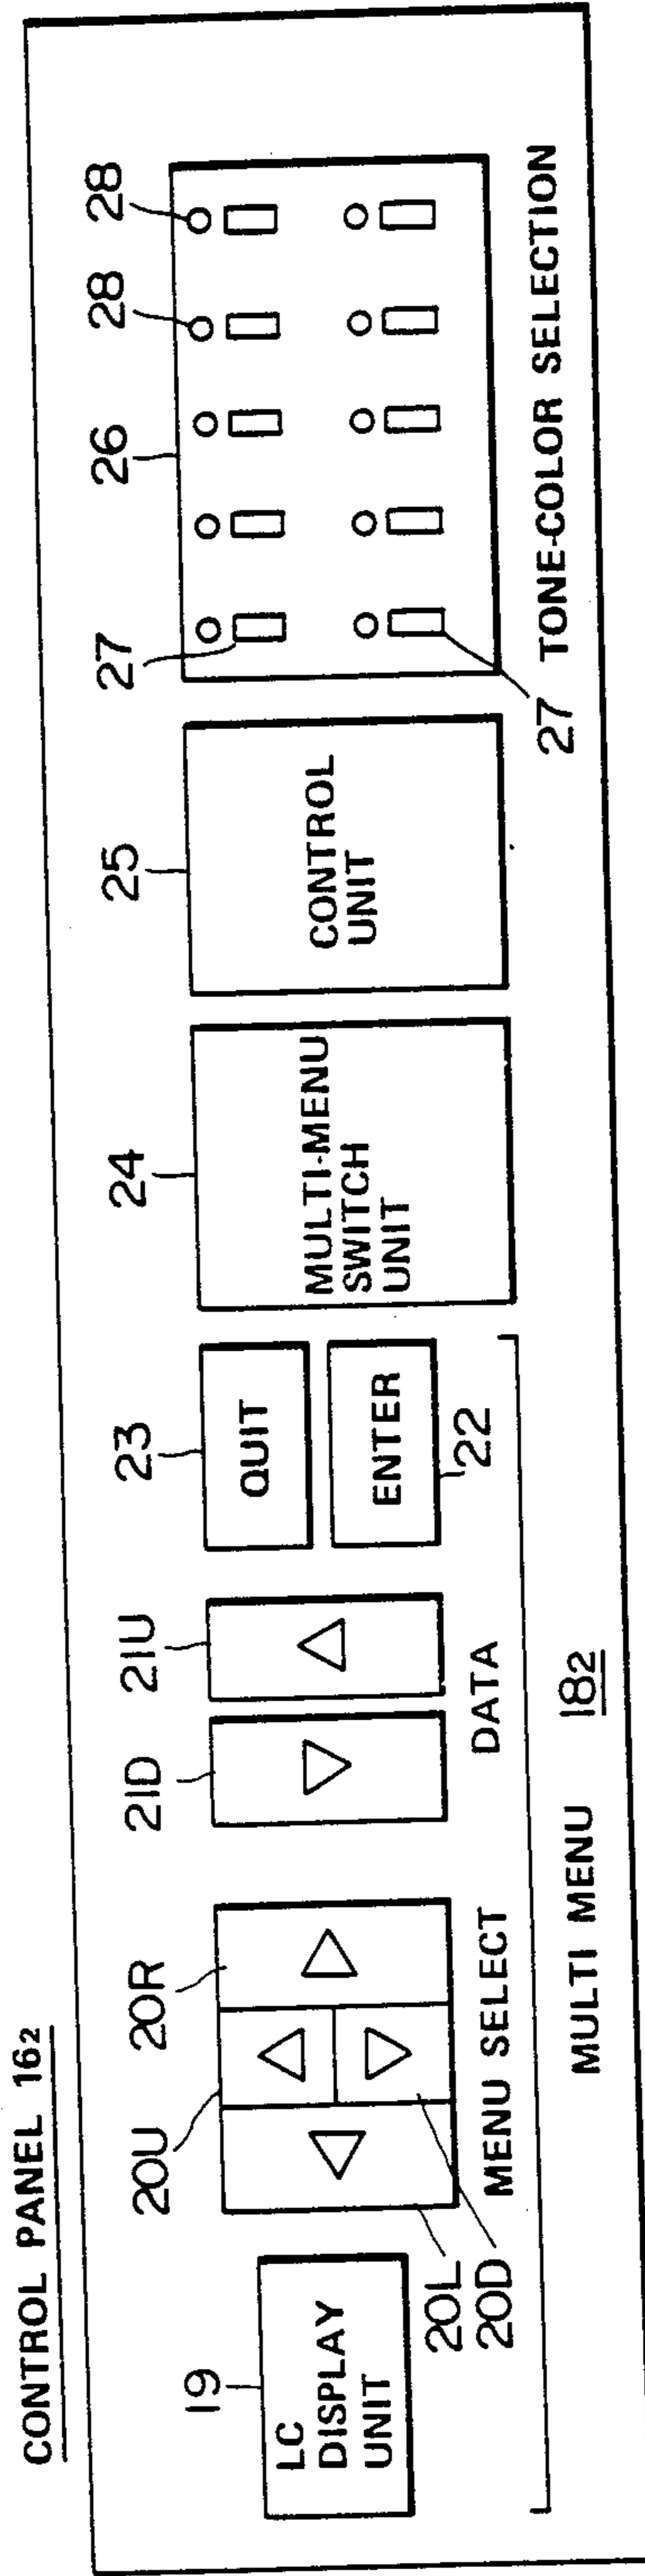 CONTROL PANEL 16₂
19
20U
20R
21D
21U
23
24
25
27
26
28
28
LC
DISPLAY
UNIT
QUIT
ENTER
MULTI-MENU
SWITCH
UNIT
CONTROL
UNIT
20L
20D
MENU SELECT
DATA
22
27
TONE-COLOR SELECTION
MULTI MENU
18₂